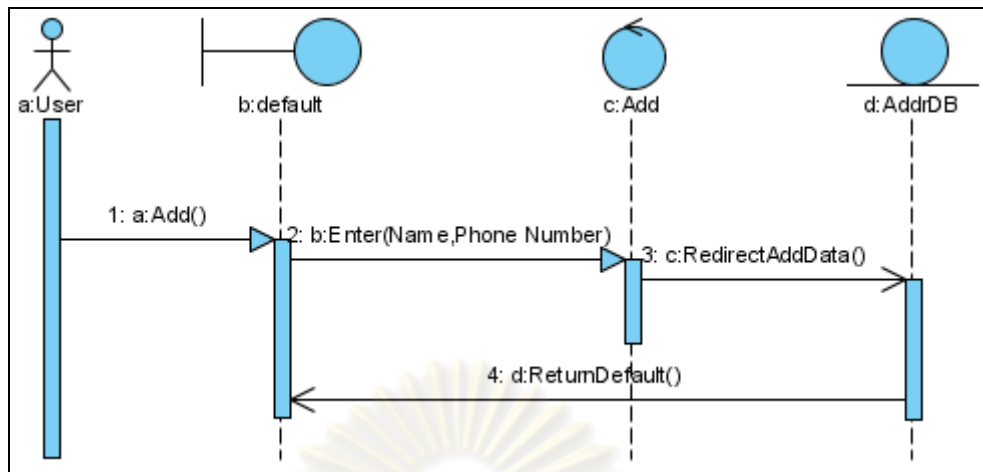 a:User
b:default
c:Add
d:AddrDB
1: a:Add()
2: b:Enter(Name,Phone Number)
3: c:RedirectAddData()
4: d:ReturnDefault()